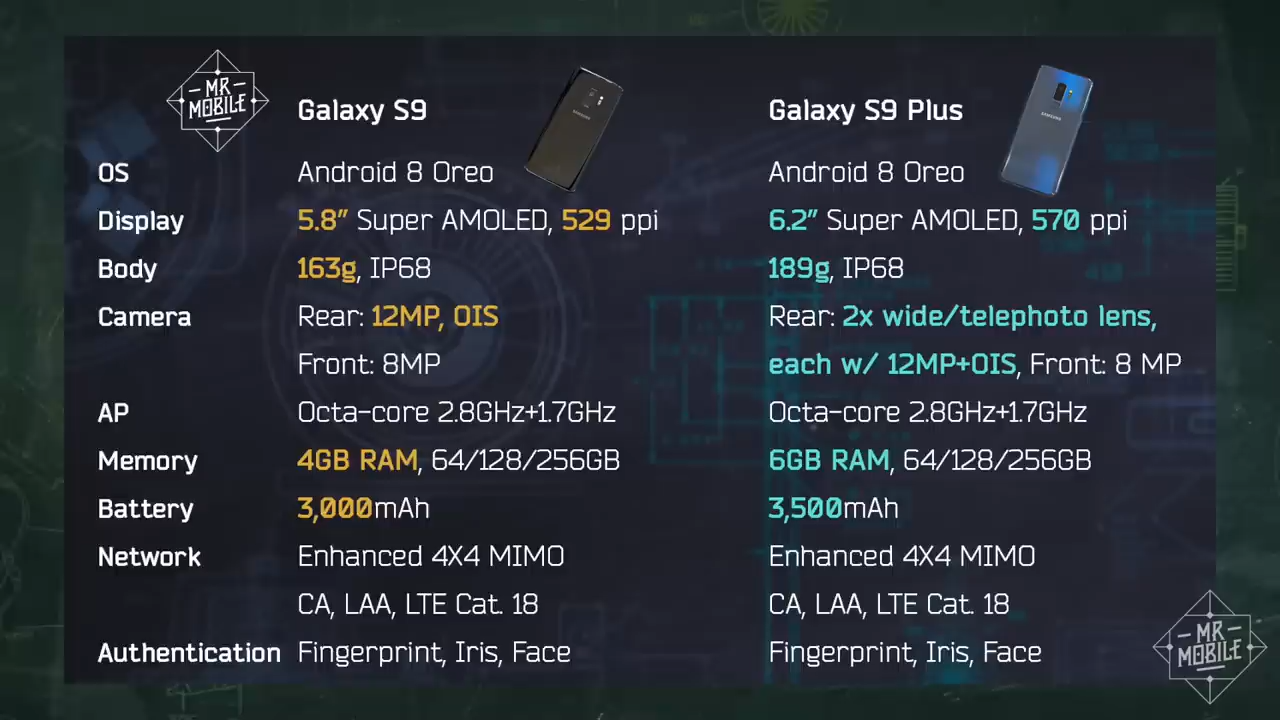 MR MOBILE
Galaxy S9 Galaxy S9 Plus
OS Android 8 Oreo Android 8 Oreo
Display 5.8” Super AMOLED, 529 ppi 6.2” Super AMOLED, 570 ppi
Body 163g, IP68 189g, IP68
Camera Rear: 12MP, OIS Rear: 2x wide/telephoto lens,
Front: 8MP each w/ 12MP+OIS, Front: 8 MP
AP Octa-core 2.8GHz+1.7GHz Octa-core 2.8GHz+1.7GHz
Memory 4GB RAM, 64/128/256GB 6GB RAM, 64/128/256GB
Battery 3,000mAh 3,500mAh
Network Enhanced 4X4 MIMO Enhanced 4X4 MIMO
CA, LAA, LTE Cat. 18 CA, LAA, LTE Cat. 18
Authentication Fingerprint, Iris, Face Fingerprint, Iris, Face
MR MOBILE